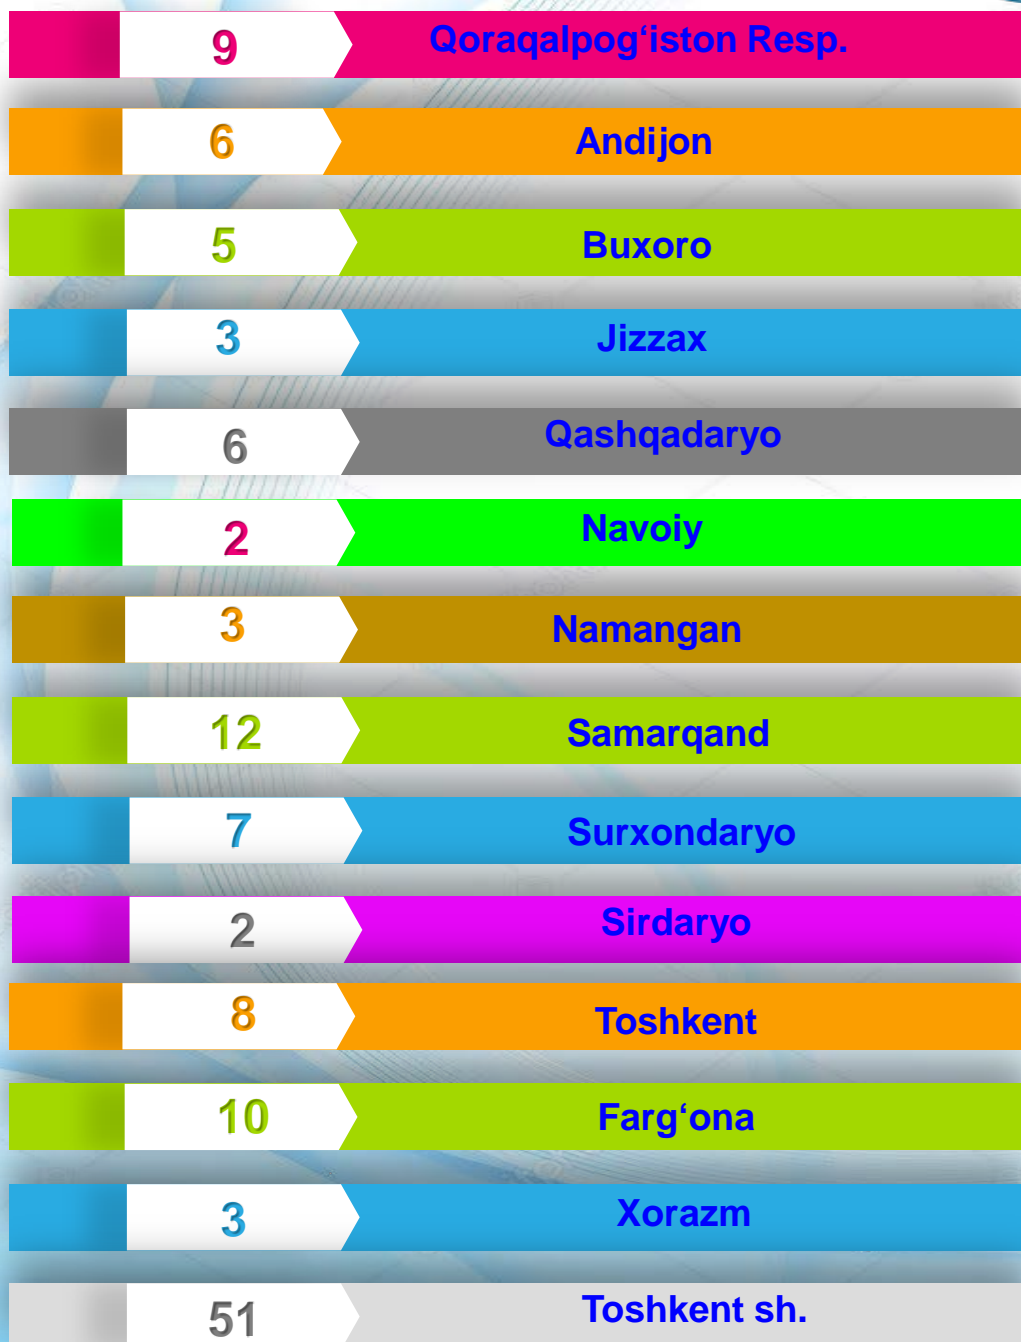 9 Qoraqalpog‘iston Resp.
6 Andijon
5 Buxoro
3 Jizzax
6 Qashqadaryo
2 Navoiy
3 Namangan
12 Samarqand
7 Surxondaryo
2 Sirdaryo
8 Toshkent
10 Farg‘ona
3 Xorazm
51 Toshkent sh.